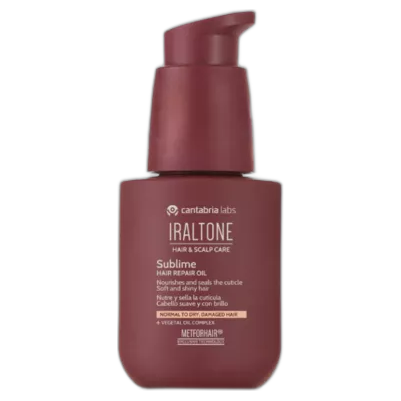 cantabria labs
IRALTONE
HAIR & SCALP CARE
Sublime
HAIR REPAIR OIL
Nourishes and seals the cuticle
Soft and shiny hair
Nutre y sella la cutícula
Cabello suave y con brillo
NORMAL TO DRY, DAMAGED HAIR
4-VEGETAL OIL COMPLEX
METFORHAIR